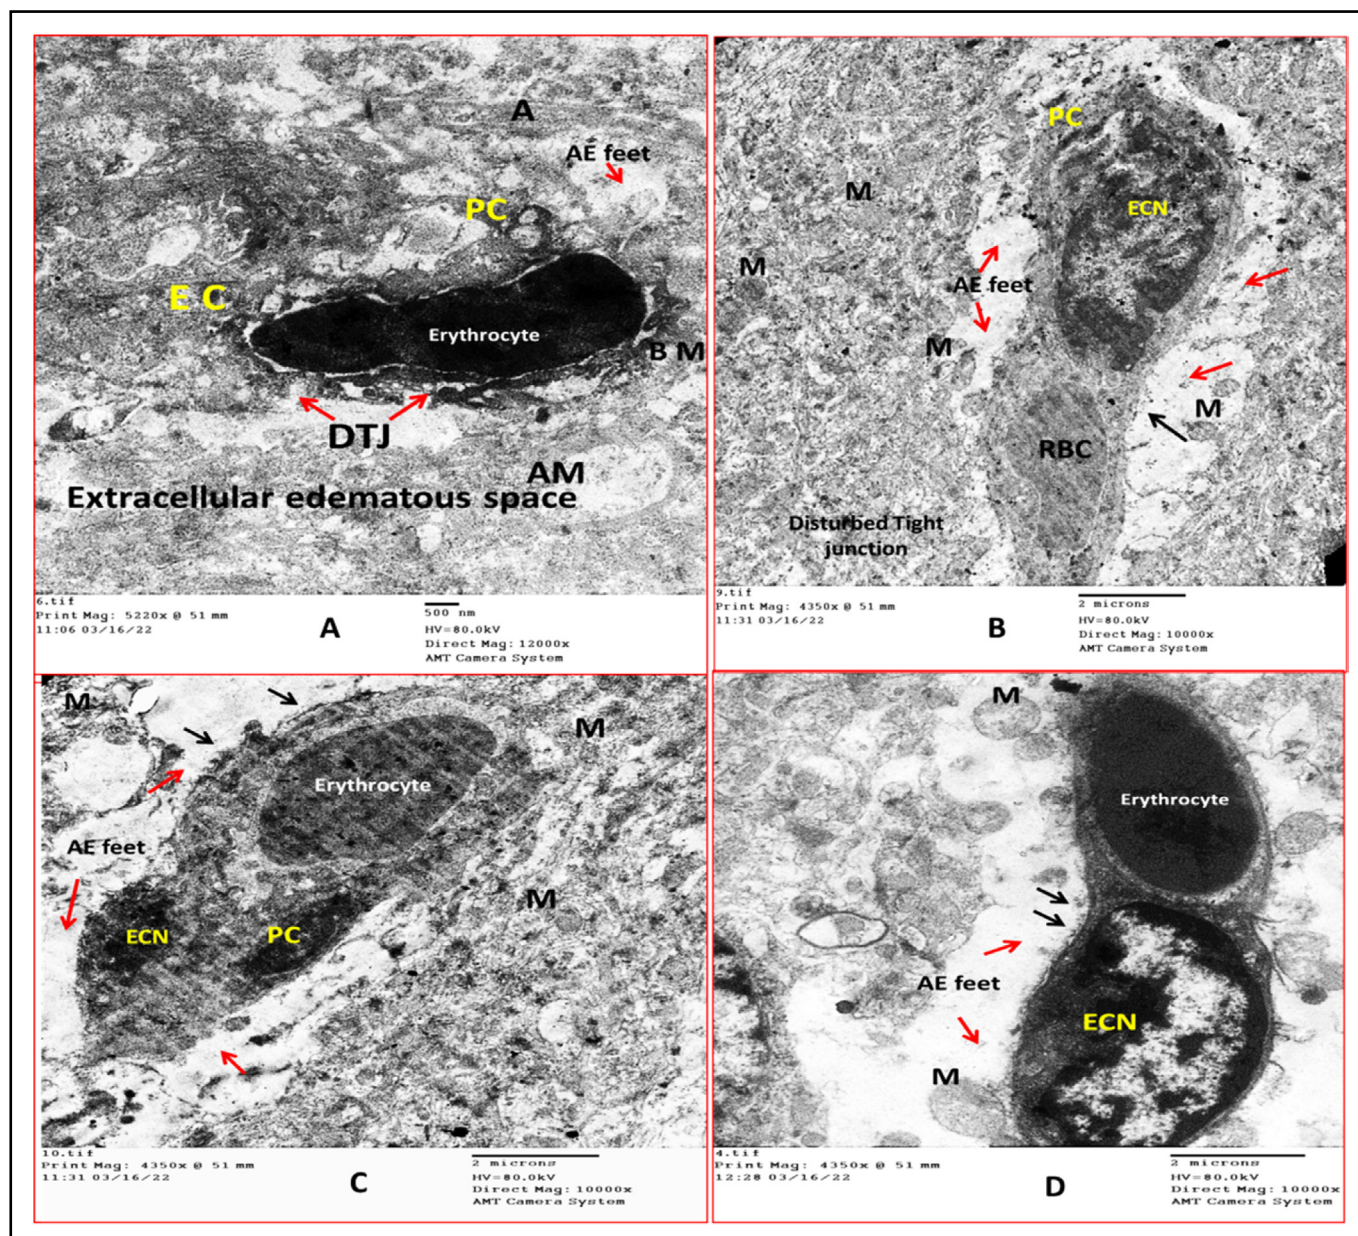 A
AE feet
PC
E C
Erythrocyte
B M
DTJ
AM
Extracellular edematous space
6.tif
Print Mag: 5220x @ 51 mm
11:06 03/16/22
A
500 nm
HV=80.0kV
Direct Mag: 12000x
AMT Camera System
PC
M
ECN
M
AE feet
M
M
RBC
Disturbed Tight
junction
9.tif
Print Mag: 4350x @ 51 mm
11:31 03/16/22
2 microns
HV=80.0kV
Direct Mag: 10000x
AMT Camera System
B
M
M
Erythrocyte
AE feet
M
ECN
PC
10.tif
Print Mag: 4350x @ 51 mm
11:31 03/16/22
C
2 microns
HV=80.0kV
Direct Mag: 10000x
AMT Camera System
M
Erythrocyte
AE feet
ECN
M
4.tif
Print Mag: 4350x @ 51 mm
12:28 03/16/22
D
2 microns
HV=80.0kV
Direct Mag: 10000x
AMT Camera System